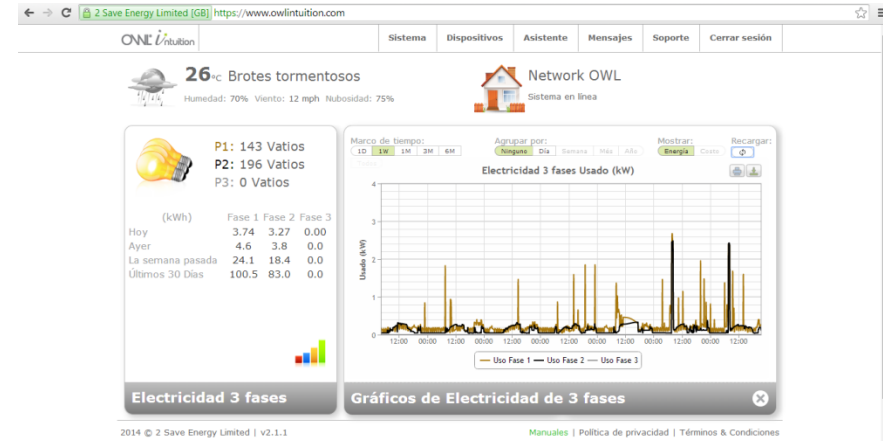 2 Save Energy Limited [GB] https://www.owlintuition.com
OWL intuition
Sistema Dispositivos Asistente Mensajes Soporte Cerrar sesión
26°C Brotes tormentosos
Humedad: 70% Viento: 12 mph Nubosidad: 75%
Network OWL
Sistema en línea
P1: 143 Vatios
P2: 196 Vatios
P3: 0 Vatios
(kWh) Fase 1 Fase 2 Fase 3
Hoy 3.74 3.27 0.00
Ayer 4.6 3.8 0.0
La semana pasada 24.1 18.4 0.0
Últimos 30 Días 100.5 83.0 0.0
Electricidad 3 fases
Marco de tiempo: Agrupar por: Mostrar: Recargar:
1D 1W 1M 3M 6M Ninguno Día Semana Más Año Energía Costo
Electricidad 3 fases Usado (kW)
Usado (kW)
4
3
2
1
0
12:00 00:00 12:00 00:00 12:00 00:00 12:00 00:00 12:00 00:00 12:00 00:00 12:00
Uso Fase 1 Uso Fase 2 Uso Fase 3
Gráficos de Electricidad de 3 fases
2014 © 2 Save Energy Limited | v2.1.1
Manuales | Política de privacidad | Términos & Condiciones